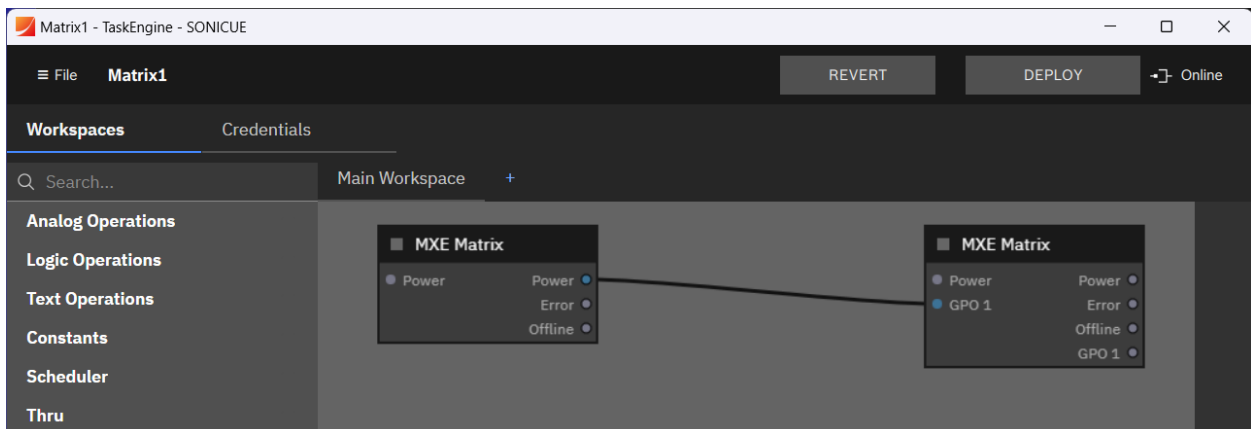 Matrix1 - TaskEngine - SONICUE
File Matrix1 REVERT DEPLOY Online
Workspaces Credentials
Search... Main Workspace +
Analog Operations
Logic Operations
Text Operations
Constants
Scheduler
Thru
MXE Matrix
Power Power
Error
Offline
MXE Matrix
Power Power
GPO 1 Error
Offline
GPO 1